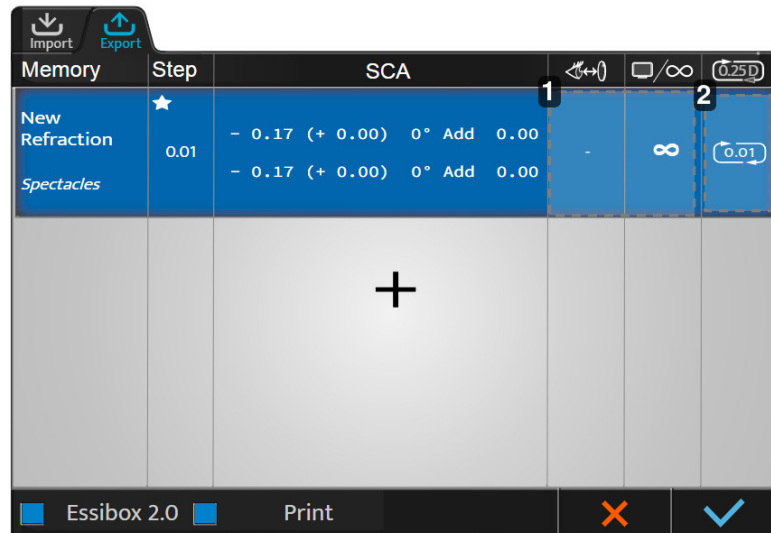 Import Export
Memory Step SCA □/∞ 0.25D
1 2
New Refraction
Spectacles
0.01
- 0.17 (+ 0.00) 0° Add 0.00
- 0.17 (+ 0.00) 0° Add 0.00
- ∞ 0.01
+
Essibox 2.0 Print